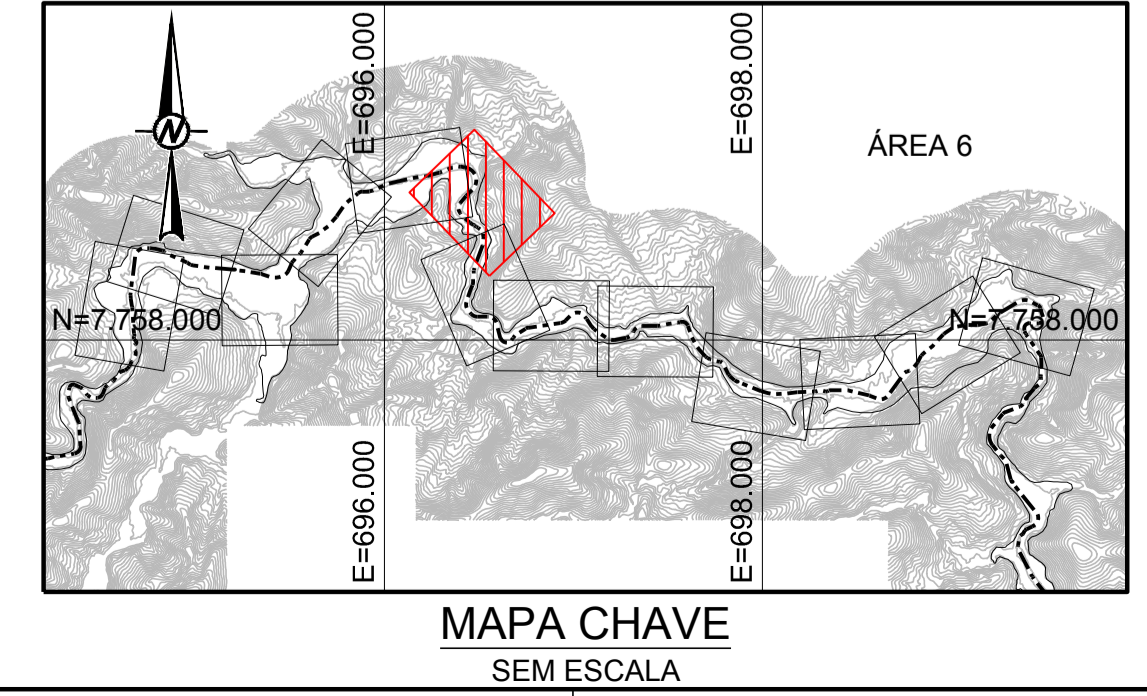 E=696.000
E=698.000
ÁREA 6
N
N=7.758.000
N=7.758.000
E=696.000
E=698.000
MAPA CHAVE
SEM ESCALA